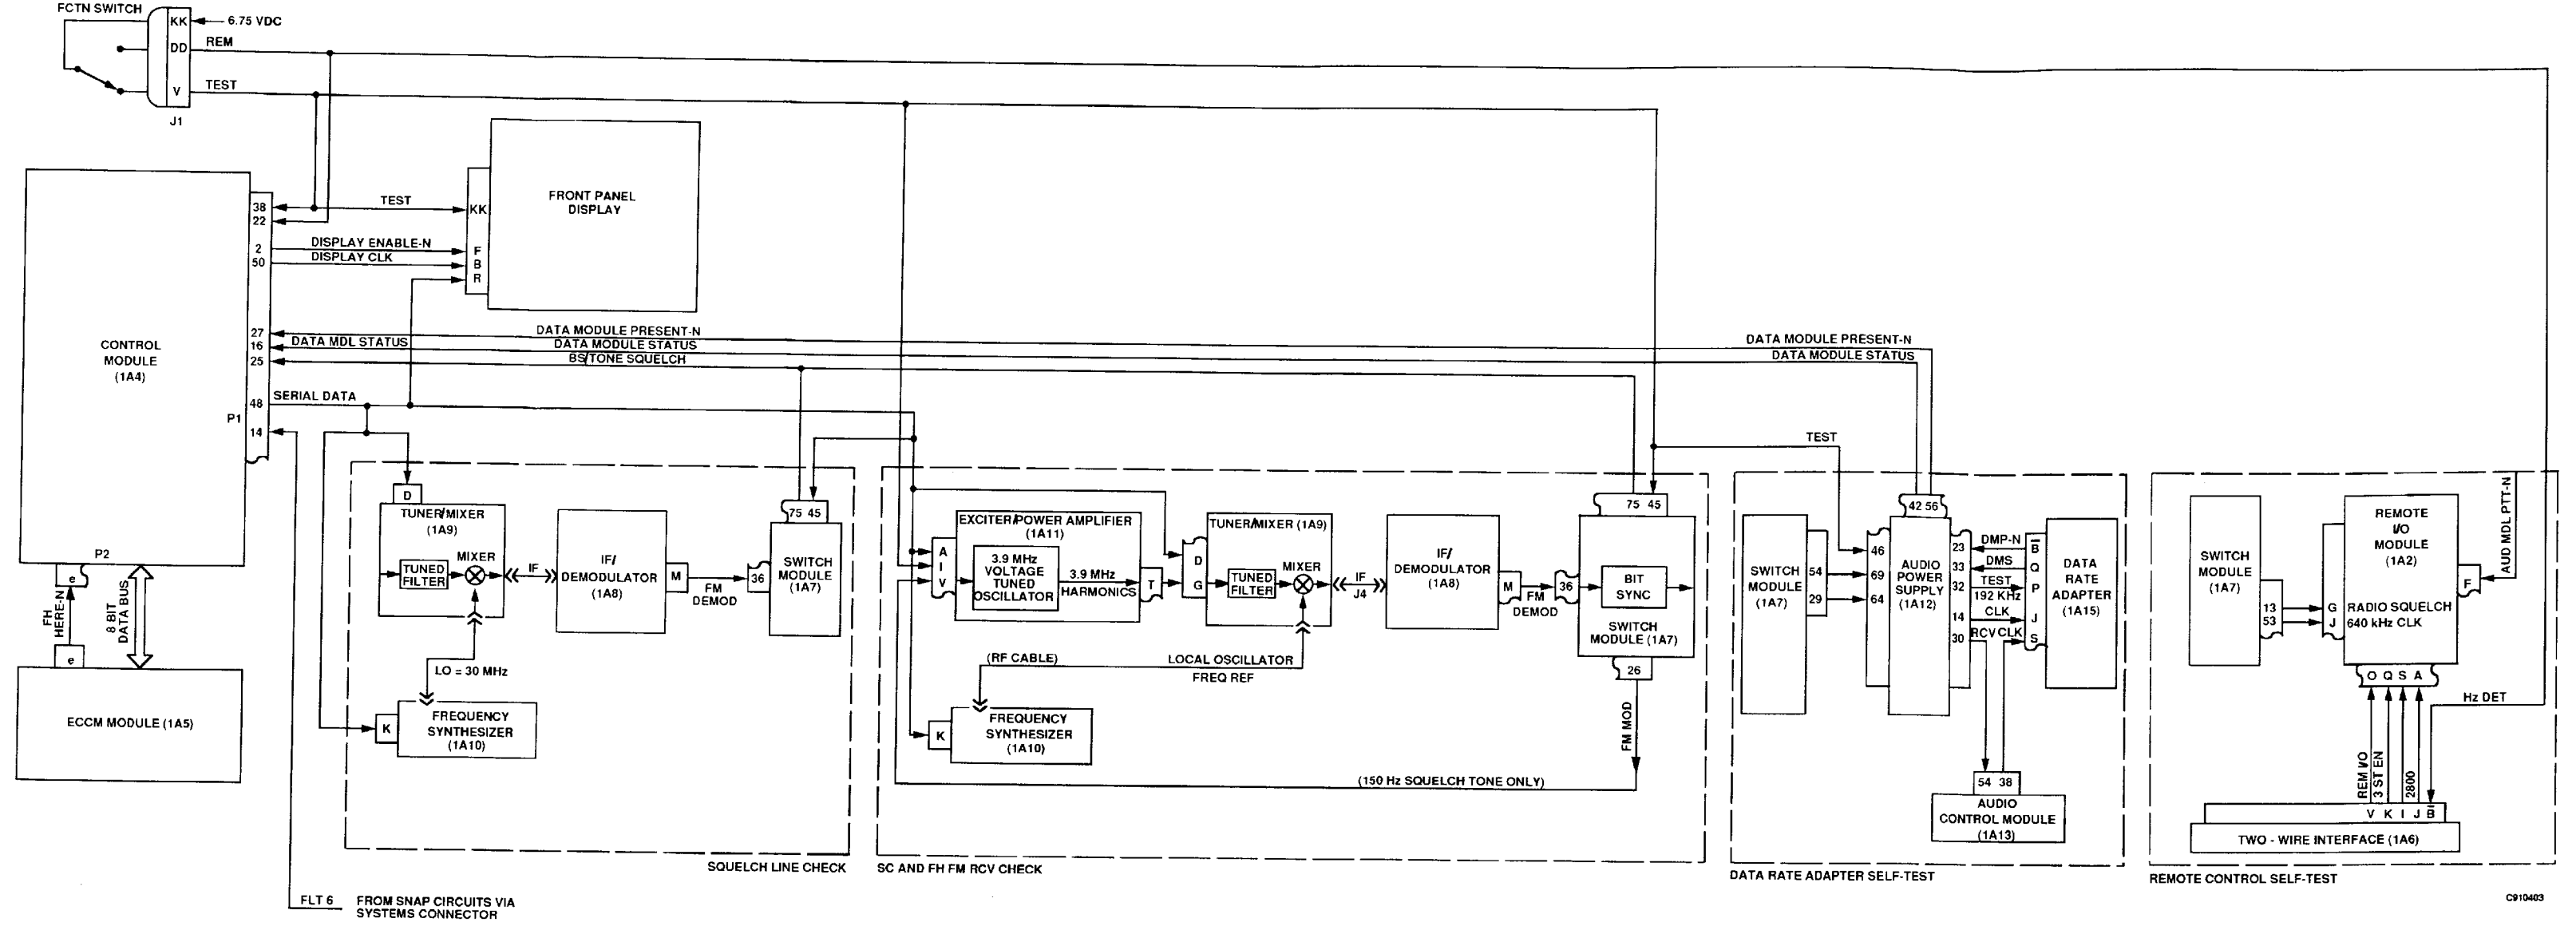 FCTN SWITCH
KK
6.75 VDC
DD
REM
V
TEST
J1
CONTROL
MODULE
(1A4)
38
22
2
50
27
16
25
48
14
P1
P2
TEST
DISPLAY ENABLE-N
DISPLAY CLK
KK
F
B
R
FRONT PANEL
DISPLAY
DATA MODULE PRESENT-N
DATA MDL STATUS
DATA MODULE STATUS
BS/TONE SQUELCH
SERIAL DATA
DATA MODULE PRESENT-N
DATA MODULE STATUS
e
FH
HERE-N
8 BIT
DATA BUS
e
ECCM MODULE (1A5)
FLT 6
FROM SNAP CIRCUITS VIA
SYSTEMS CONNECTOR
D
TUNER/MIXER
(1A9)
MIXER
TUNED
FILTER
IF
IF/
DEMODULATOR
(1A8)
M
FM
DEMOD
36
75 45
SWITCH
MODULE
(1A7)
LO = 30 MHz
K
FREQUENCY
SYNTHESIZER
(1A10)
SQUELCH LINE CHECK
A
I
V
EXCITER/POWER AMPLIFIER
(1A11)
3.9 MHz
VOLTAGE
TUNED
OSCILLATOR
3.9 MHz
HARMONICS
T
D
G
TUNER/MIXER (1A9)
MIXER
TUNED
FILTER
IF
J4
IF/
DEMODULATOR
(1A8)
M
FM
DEMOD
36
75 45
BIT
SYNC
SWITCH
MODULE (1A7)
26
FM MOD
(RF CABLE)
LOCAL OSCILLATOR
FREQ REF
K
FREQUENCY
SYNTHESIZER
(1A10)
(150 Hz SQUELCH TONE ONLY)
SC AND FH FM RCV CHECK
TEST
SWITCH
MODULE
(1A7)
54
29
46
69
64
42 56
AUDIO
POWER
SUPPLY
(1A12)
23
33
32
14
30
DMP-N
DMS
TEST
192 KHz
CLK
RCV CLK
B
Q
P
J
S
DATA
RATE
ADAPTER
(1A15)
54 38
AUDIO
CONTROL MODULE
(1A13)
DATA RATE ADAPTER SELF-TEST
SWITCH
MODULE
(1A7)
13
53
G
J
REMOTE
I/O
MODULE
(1A2)
RADIO SQUELCH
640 kHz CLK
F
AUD MDL PTT-N
O Q S A
Hz DET
REM I/O
3 ST EN
2800
V K I J B
TWO - WIRE INTERFACE (1A6)
REMOTE CONTROL SELF-TEST
C910403